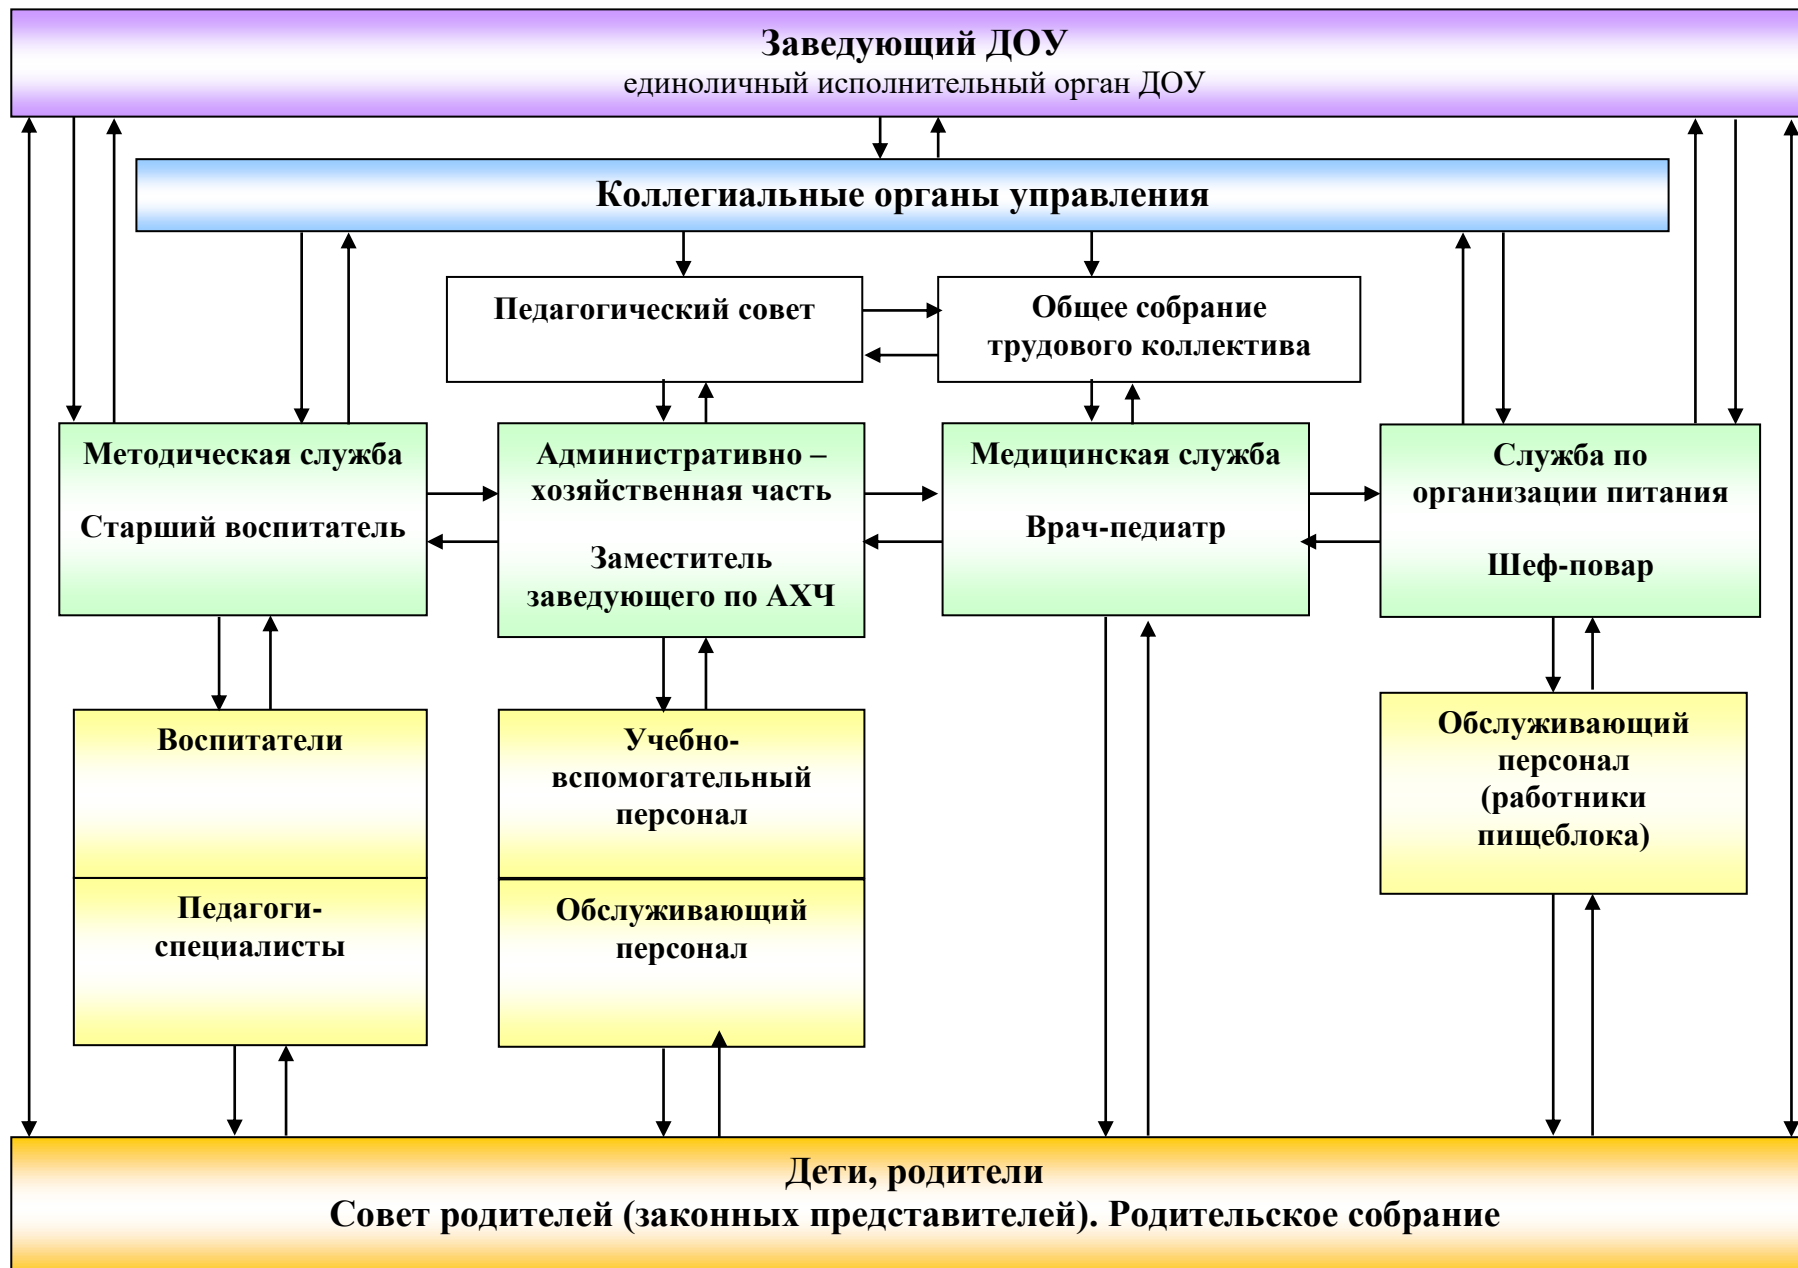 Заведующий ДОУ
единоличный исполнительный орган ДОУ
Коллегиальные органы управления
Педагогический совет
Общее собрание
трудового коллектива
Методическая служба
Старший воспитатель
Административно –
хозяйственная часть
Заместитель
заведующего по АХЧ
Медицинская служба
Врач-педиатр
Служба по
организации питания
Шеф-повар
Воспитатели
Педагоги-
специалисты
Учебно-
вспомогательный
персонал
Обслуживающий
персонал
Обслуживающий
персонал
(работники
пищеблока)
Дети, родители
Совет родителей (законных представителей). Родительское собрание